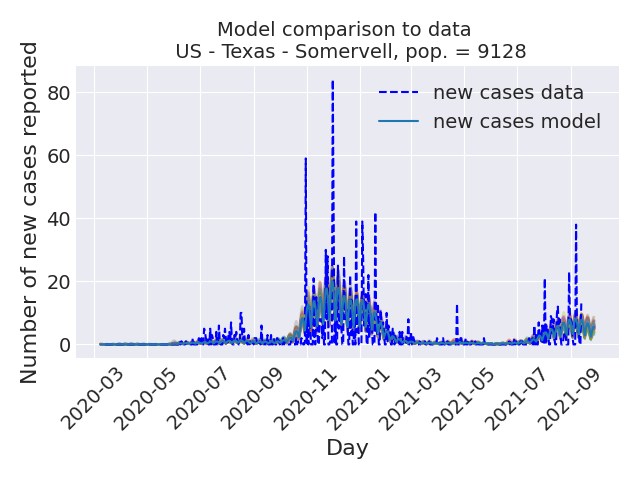 Model comparison to data
US - Texas - Somervell, pop. = 9128
Number of new cases reported
80
60
40
20
0
new cases data
new cases model
2020-03
2020-05
2020-07
2020-09
2020-11
2021-01
2021-03
2021-05
2021-07
2021-09
Day